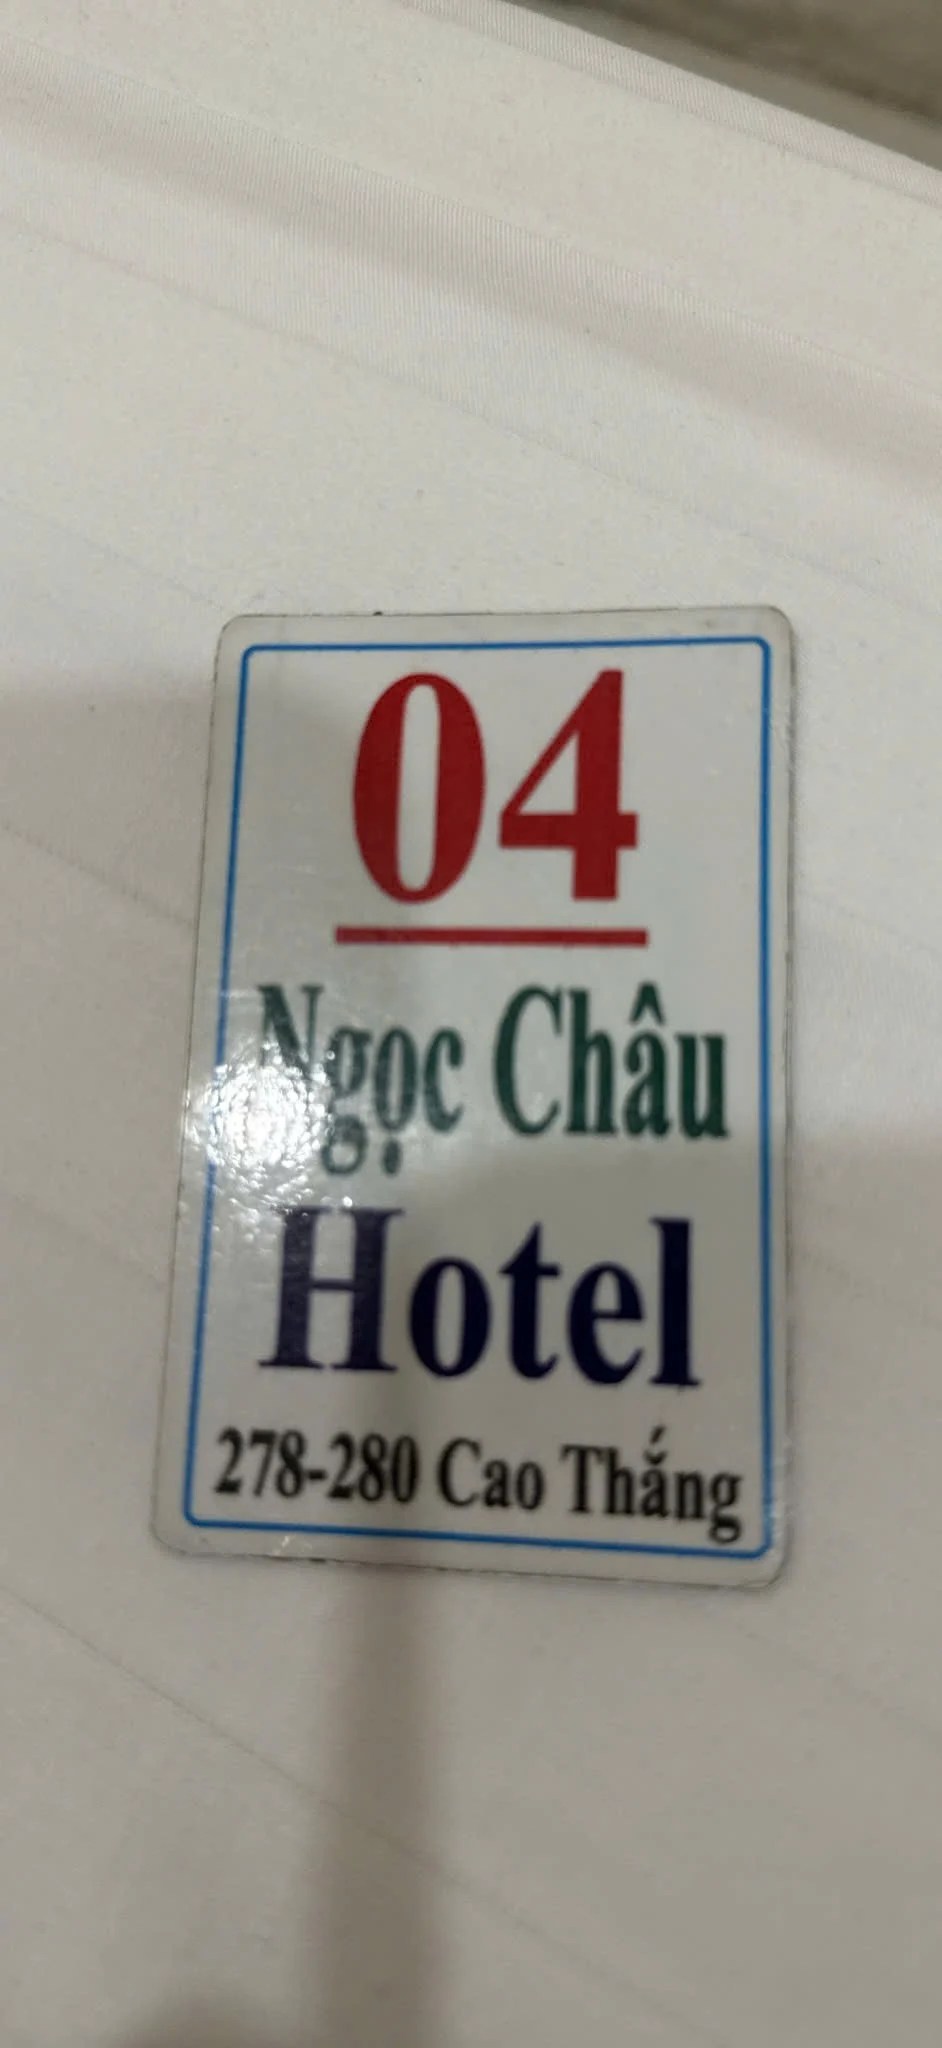 04
Ngọc Châu
Hotel
278-280 Cao Thắng